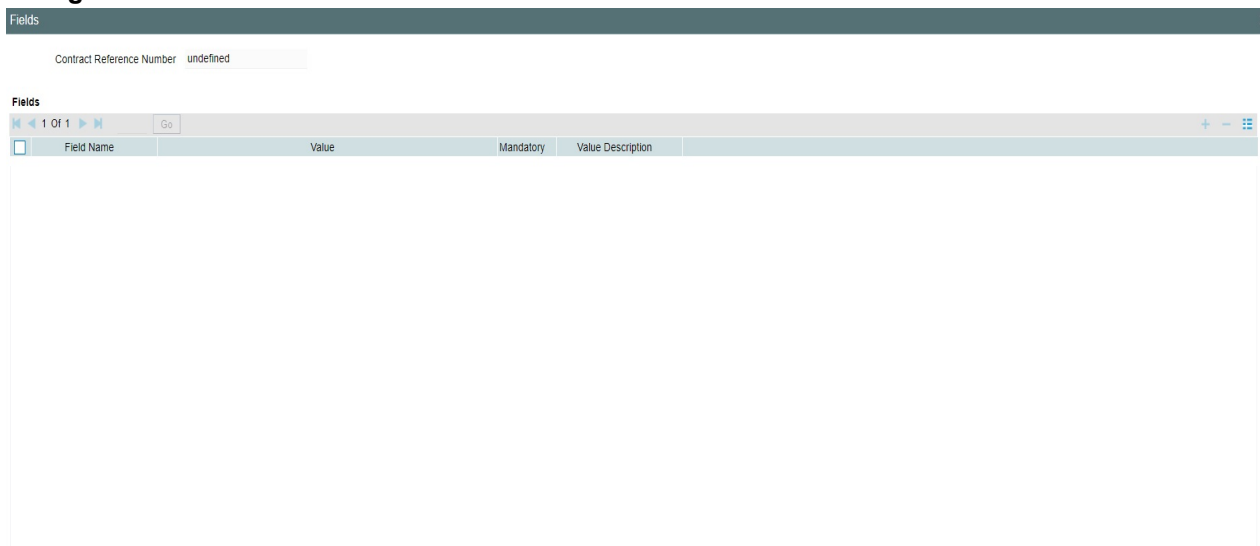 Fields
Contract Reference Number undefined
Fields
1 Of 1 Go
Field Name Value Mandatory Value Description